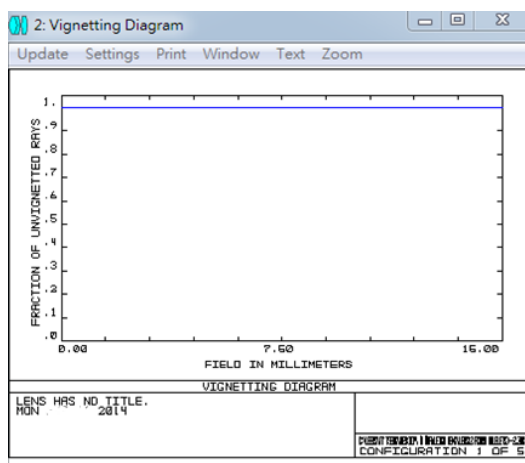 2: Vignetting Diagram
Update Settings Print Window Text Zoom
1.
.9
.8
.7
.6
.5
.4
.3
.2
.1
.0
FRACTION OF UNVIGNETTED RAYS
0.00 7.50 15.00
FIELD IN MILLIMETERS
VIGNETTING DIAGRAM
LENS HAS NO TITLE.
MON 2014
CONFIGURATION 1 OF 5